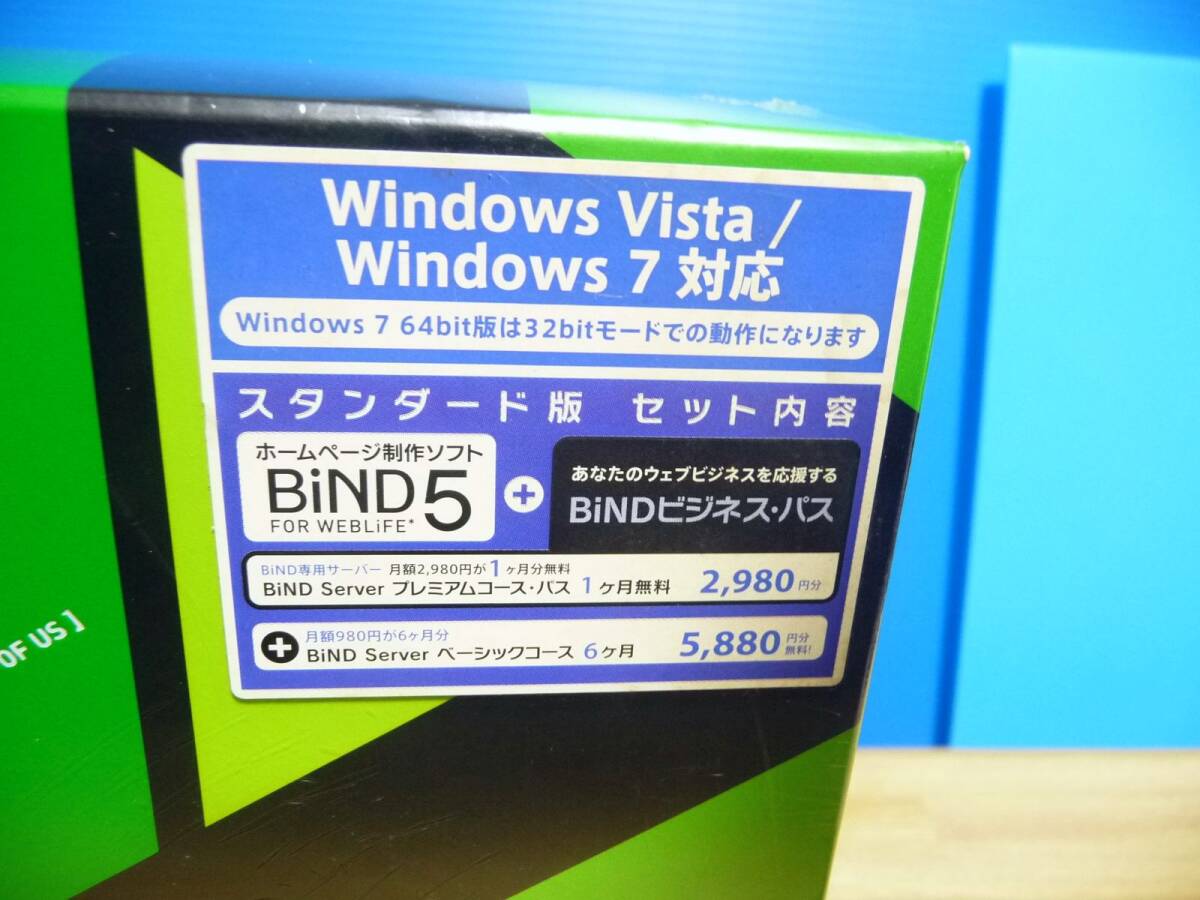 Windows Vista /
Windows 7 対応
Windows 7 64bit版は32bitモードでの動作になります
スタンダード版 セット内容
ホームページ制作ソフト
BiND5
FOR WEBLiFE*
+
あなたのウェブビジネスを応援する
BiNDビジネス・パス
BiND専用サーバー 月額2,980円が1ヶ月分無料
BiND Server プレミアムコース・パス 1ヶ月無料 2,980円分
+
月額980円が6ヶ月分
BiND Server ベーシックコース 6ヶ月 5,880円分無料!
OF US ]